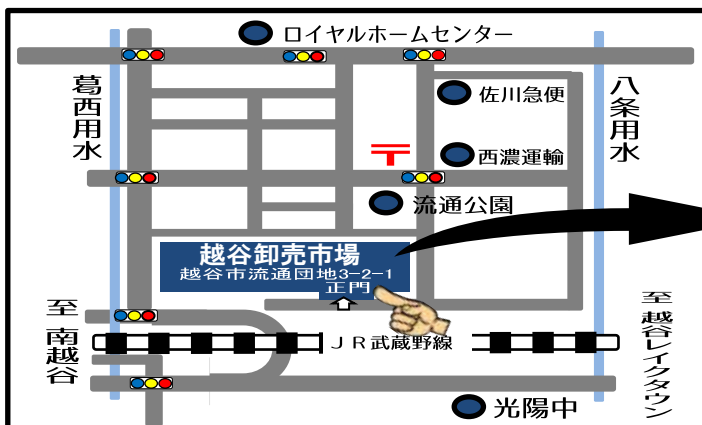 ロイヤルホームセンター
葛西用水
佐川急便
八条用水
西濃運輸
〒
流通公園
越谷卸売市場
越谷市流通団地3-2-1
正門
至 南越谷
JR武蔵野線
至 越谷レイクタウン
光陽中